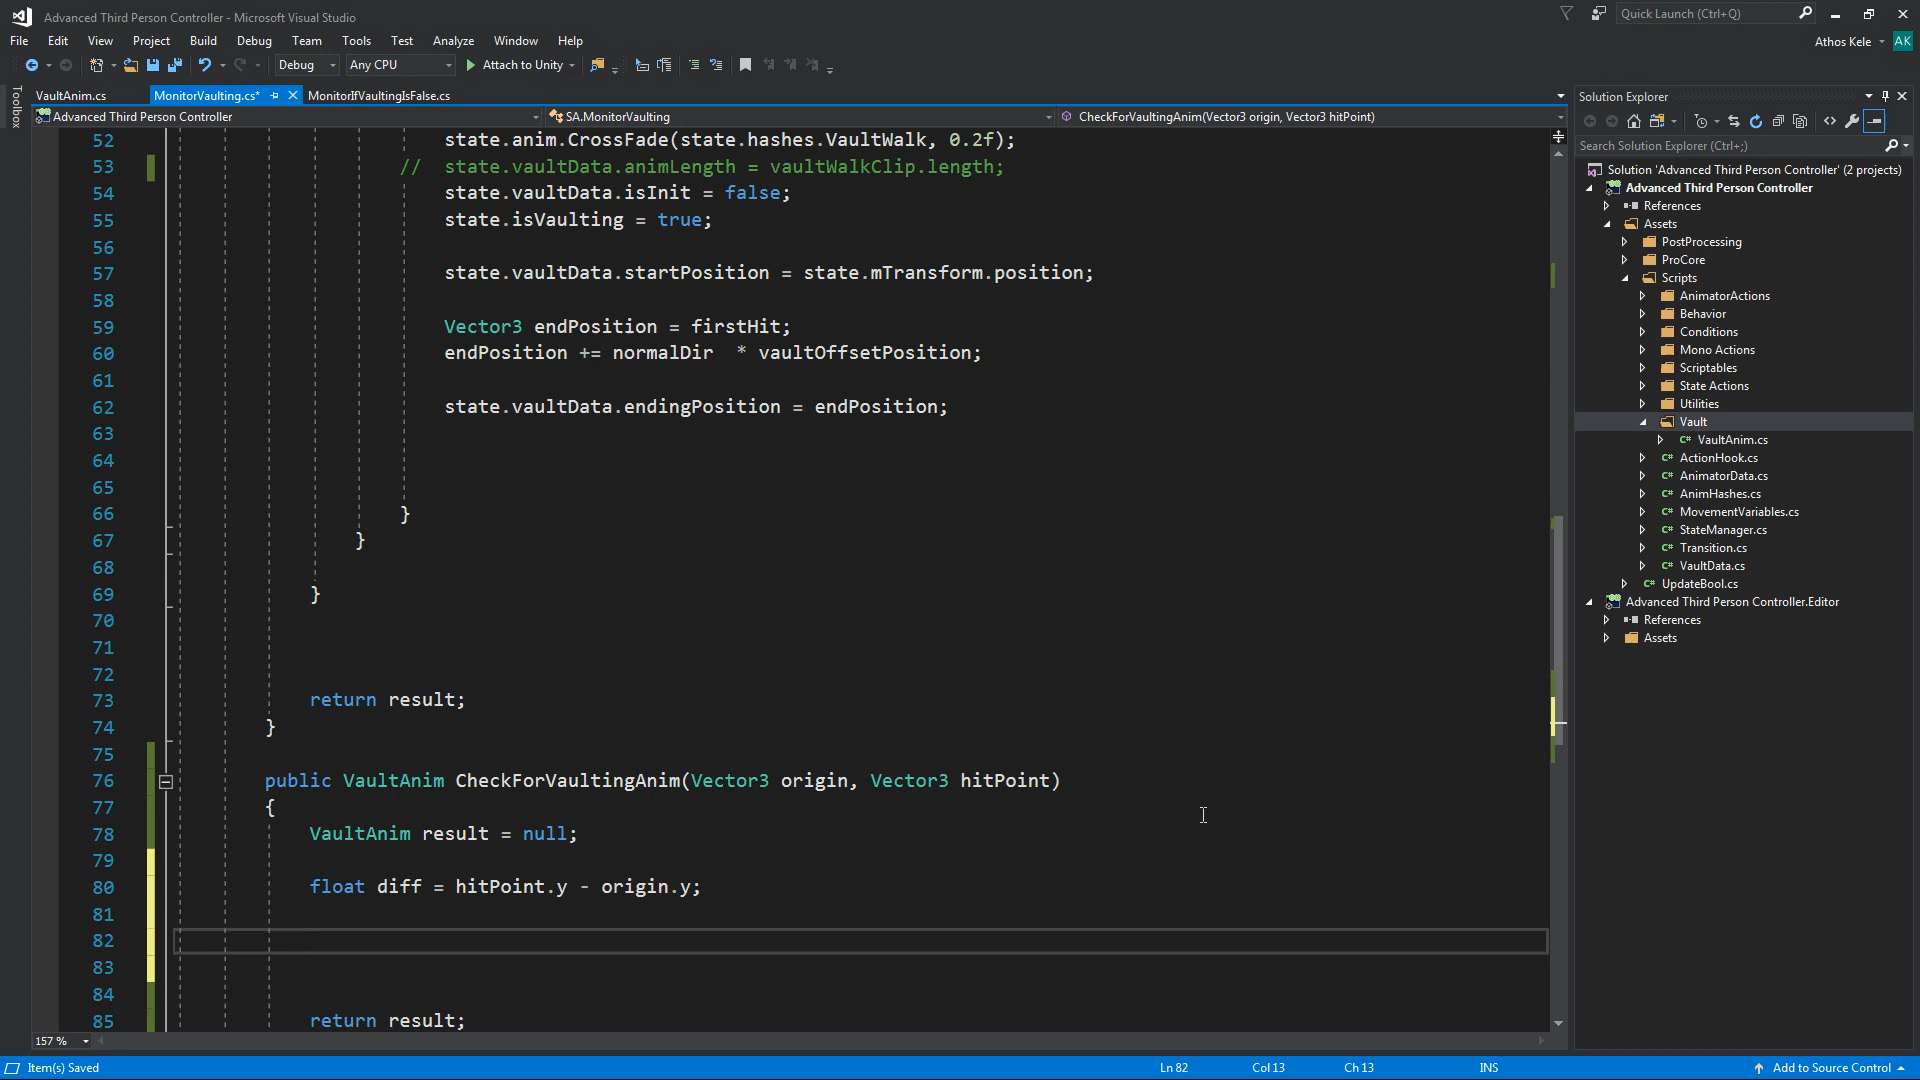 Advanced Third Person Controller - Microsoft Visual Studio
Quick Launch (Ctrl+Q)
File Edit View Project Build Debug Team Tools Test Analyze Window Help
Athos Kele AK
Debug Any CPU Attach to Unity
Toolbox
VaultAnim.cs MonitorVaulting.cs* MonitorIfVaultingIsFalse.cs
Advanced Third Person Controller SA.MonitorVaulting CheckForVaultingAnim(Vector3 origin, Vector3 hitPoint)
52 state.anim.CrossFade(state.hashes.VaultWalk, 0.2f);
53 // state.vaultData.animLength = vaultWalkClip.length;
54 state.vaultData.isInit = false;
55 state.isVaulting = true;
56
57 state.vaultData.startPosition = state.mTransform.position;
58
59 Vector3 endPosition = firstHit;
60 endPosition += normalDir  * vaultOffsetPosition;
61
62 state.vaultData.endingPosition = endPosition;
63
64
65
66 }
67 }
68
69 }
70
71
72
73 return result;
74 }
75
76 public VaultAnim CheckForVaultingAnim(Vector3 origin, Vector3 hitPoint)
77 {
78 VaultAnim result = null;
79
80 float diff = hitPoint.y - origin.y;
81
82
83
84
85 return result;
157 %
Solution Explorer
Search Solution Explorer (Ctrl+;)
Solution 'Advanced Third Person Controller' (2 projects)
Advanced Third Person Controller
References
Assets
PostProcessing
ProCore
Scripts
AnimatorActions
Behavior
Conditions
Mono Actions
Scriptables
State Actions
Utilities
Vault
C# VaultAnim.cs
C# ActionHook.cs
C# AnimatorData.cs
C# AnimHashes.cs
C# MovementVariables.cs
C# StateManager.cs
C# Transition.cs
C# VaultData.cs
C# UpdateBool.cs
Advanced Third Person Controller.Editor
References
Assets
Item(s) Saved Ln 82 Col 13 Ch 13 INS Add to Source Control